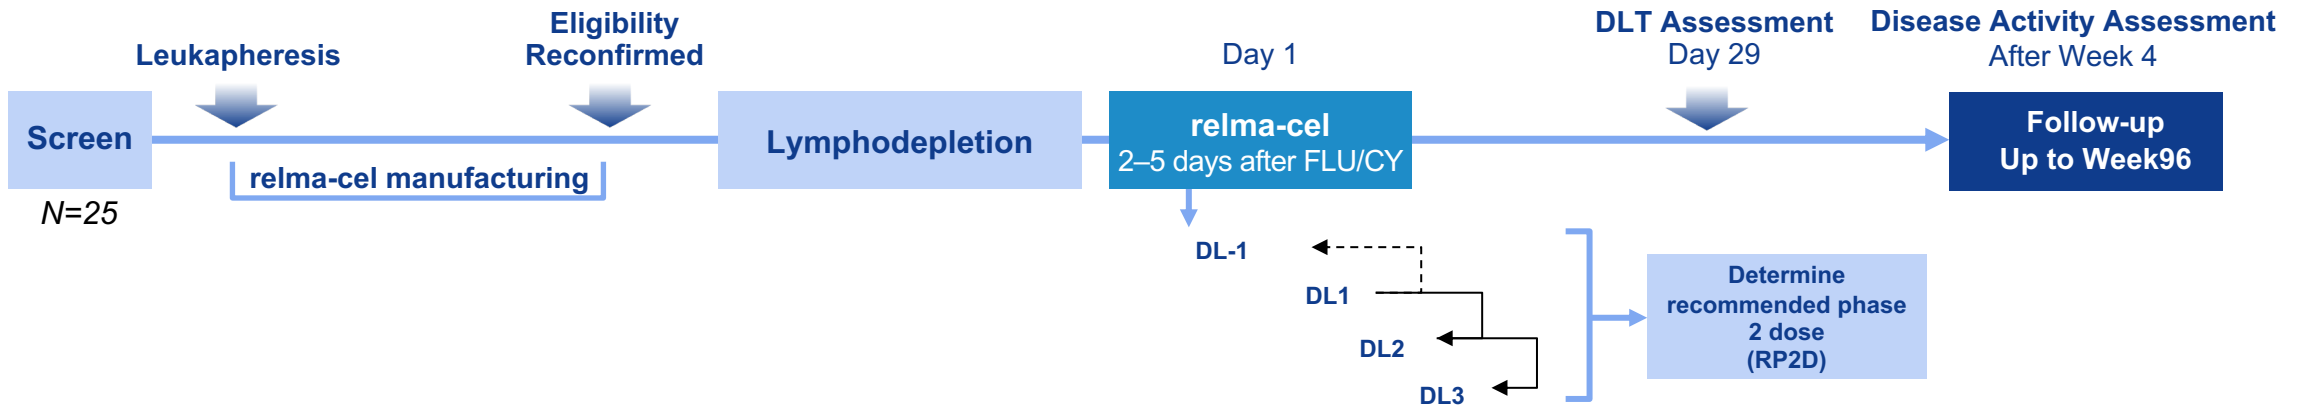 Screen
N=25
Leukapheresis
relma-cel manufacturing
Eligibility
Reconfirmed
Lymphodepletion
Day 1
relma-cel
2–5 days after FLU/CY
DL-1
DL1
DL2
DL3
Determine
recommended phase
2 dose
(RP2D)
DLT Assessment
Day 29
Disease Activity Assessment
After Week 4
Follow-up
Up to Week96